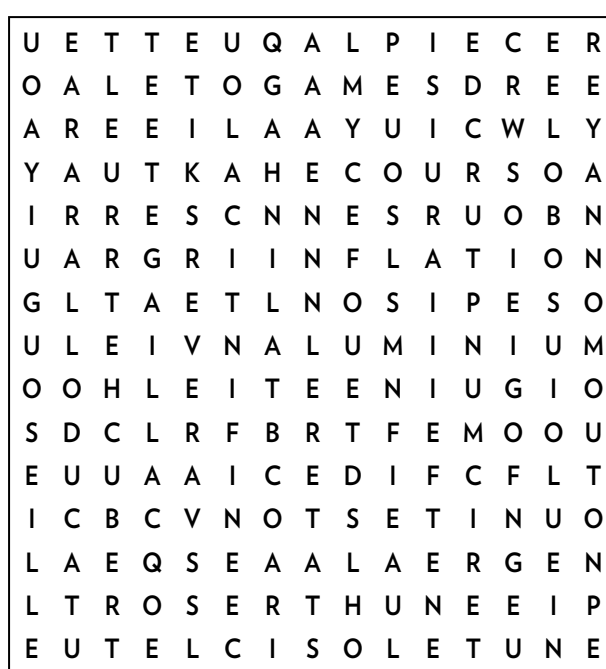 U E T T E U Q A L P I E C E R
O A L E T O G A M E S D R E E
A R E E I L A A Y U I C W L Y
Y A U T K A H E C O U R S O A
I R R E S C N N E S R U O B N
U A R G R I I N F L A T I O N
G L T A E T L N O S I P E S O
U L E I V N A L U M I N I U M
O O H L E I T E E N I U G I O
S D C L R F B R T F E M O O U
E U U A A I C E D I F C F L T
I C B C V N O T S E T I N U O
L A E Q S E A A L A E R G E N
L T R O S E R T H U N E E I P
E U T E L C I S O L E T U N E